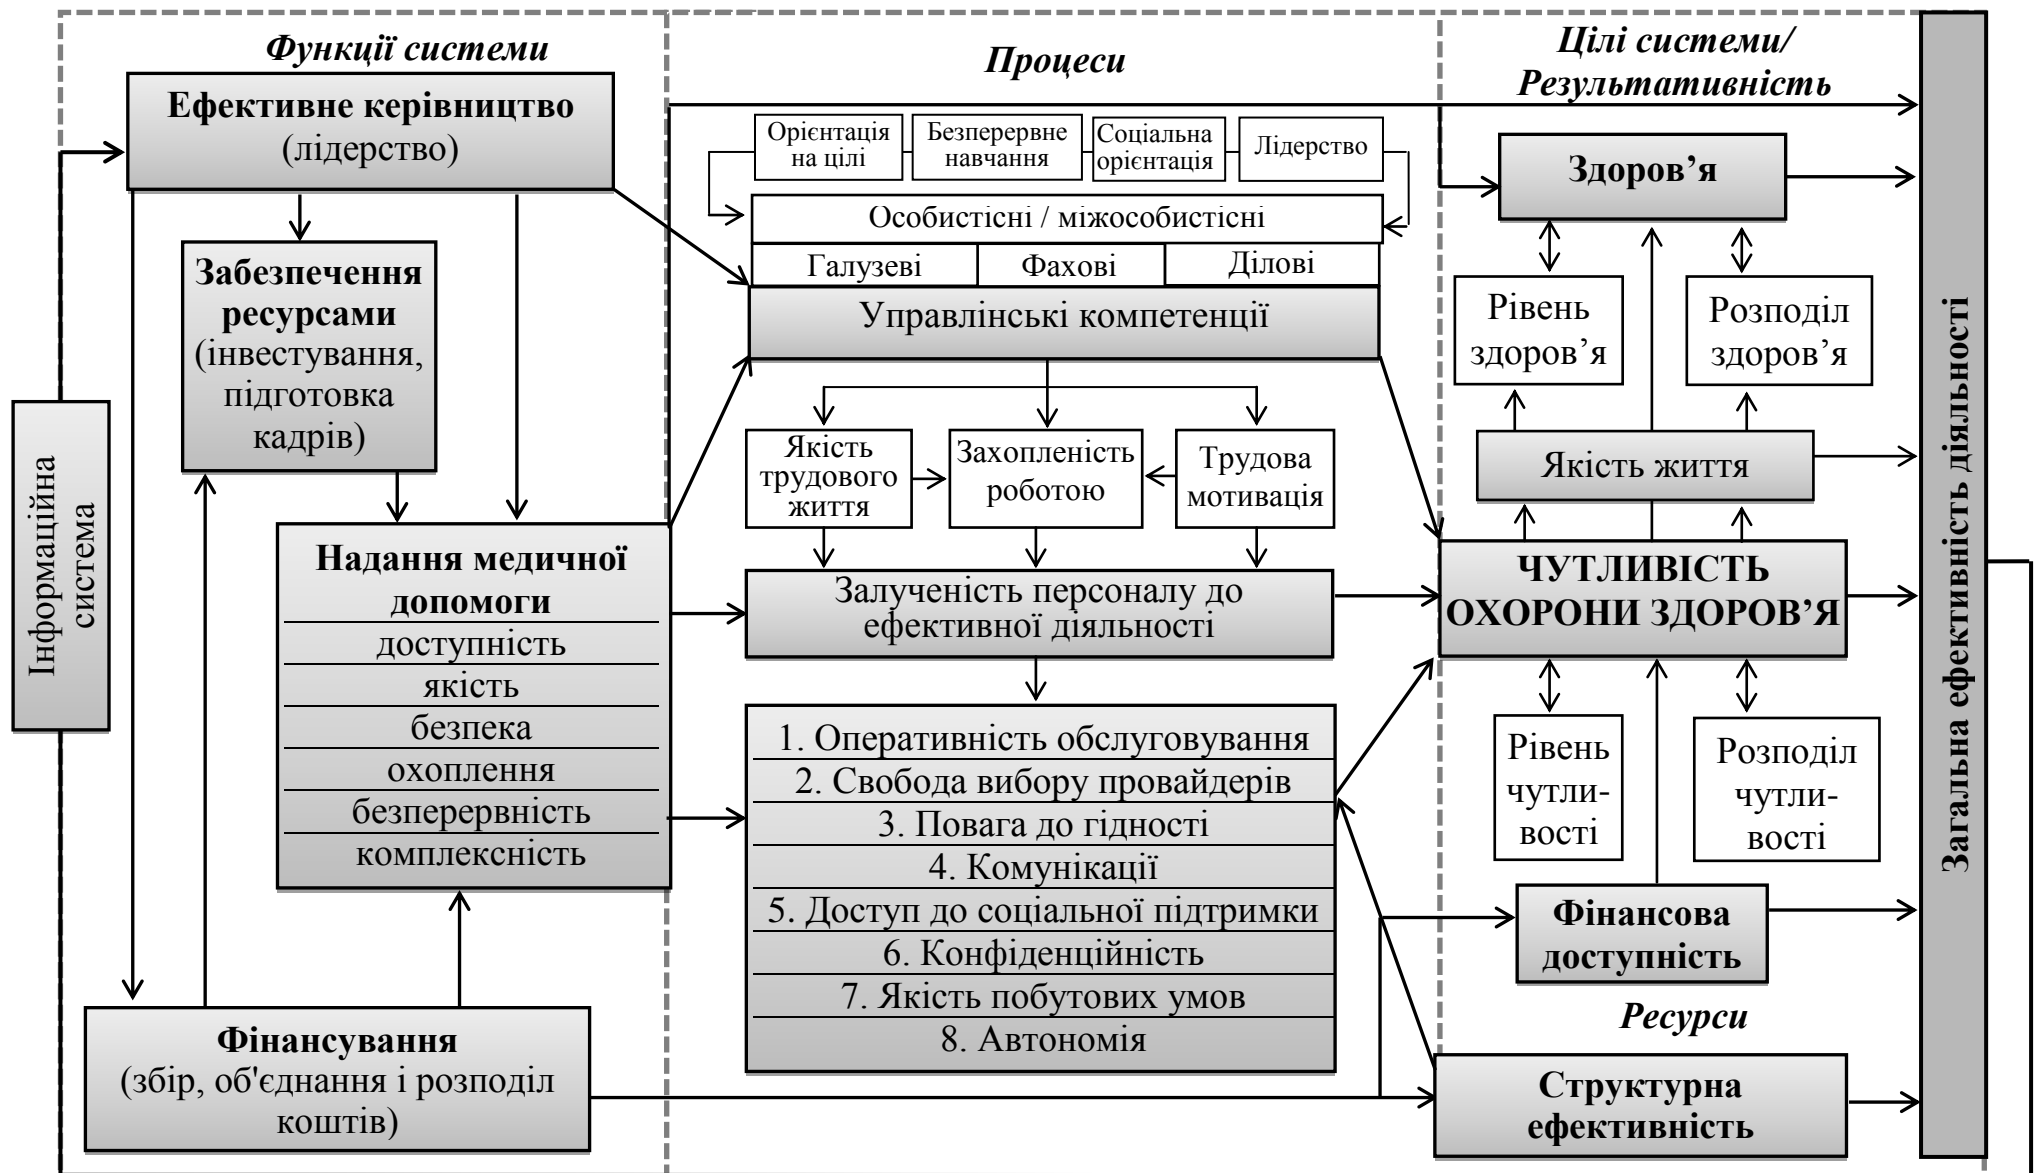 Функції системи
Ефективне керівництво
(лідерство)
Забезпечення
ресурсами
(інвестування,
підготовка
кадрів)
Інформаційна
система
Надання медичної
допомоги
доступність
якість
безпека
охоплення
безперервність
комплексність
Фінансування
(збір, об'єднання і розподіл
коштів)
Процеси
Орієнтація
на цілі
Безперервне
навчання
Соціальна
орієнтація
Лідерство
Особистісні / міжособистісні
Галузеві
Фахові
Ділові
Управлінські компетенції
Якість
трудового
життя
Захопленість
роботою
Трудова
мотивація
Залученість персоналу до
ефективної діяльності
1. Оперативність обслуговування
2. Свобода вибору провайдерів
3. Повага до гідності
4. Комунікації
5. Доступ до соціальної підтримки
6. Конфіденційність
7. Якість побутових умов
8. Автономія
Цілі системи/
Результативність
Здоров’я
Рівень
здоров’я
Розподіл
здоров’я
Якість життя
ЧУТЛИВІСТЬ
ОХОРОНИ ЗДОРОВ’Я
Рівень
чутли-
вості
Розподіл
чутли-
вості
Фінансова
доступність
Ресурси
Структурна
ефективність
Загальна ефективність діяльності